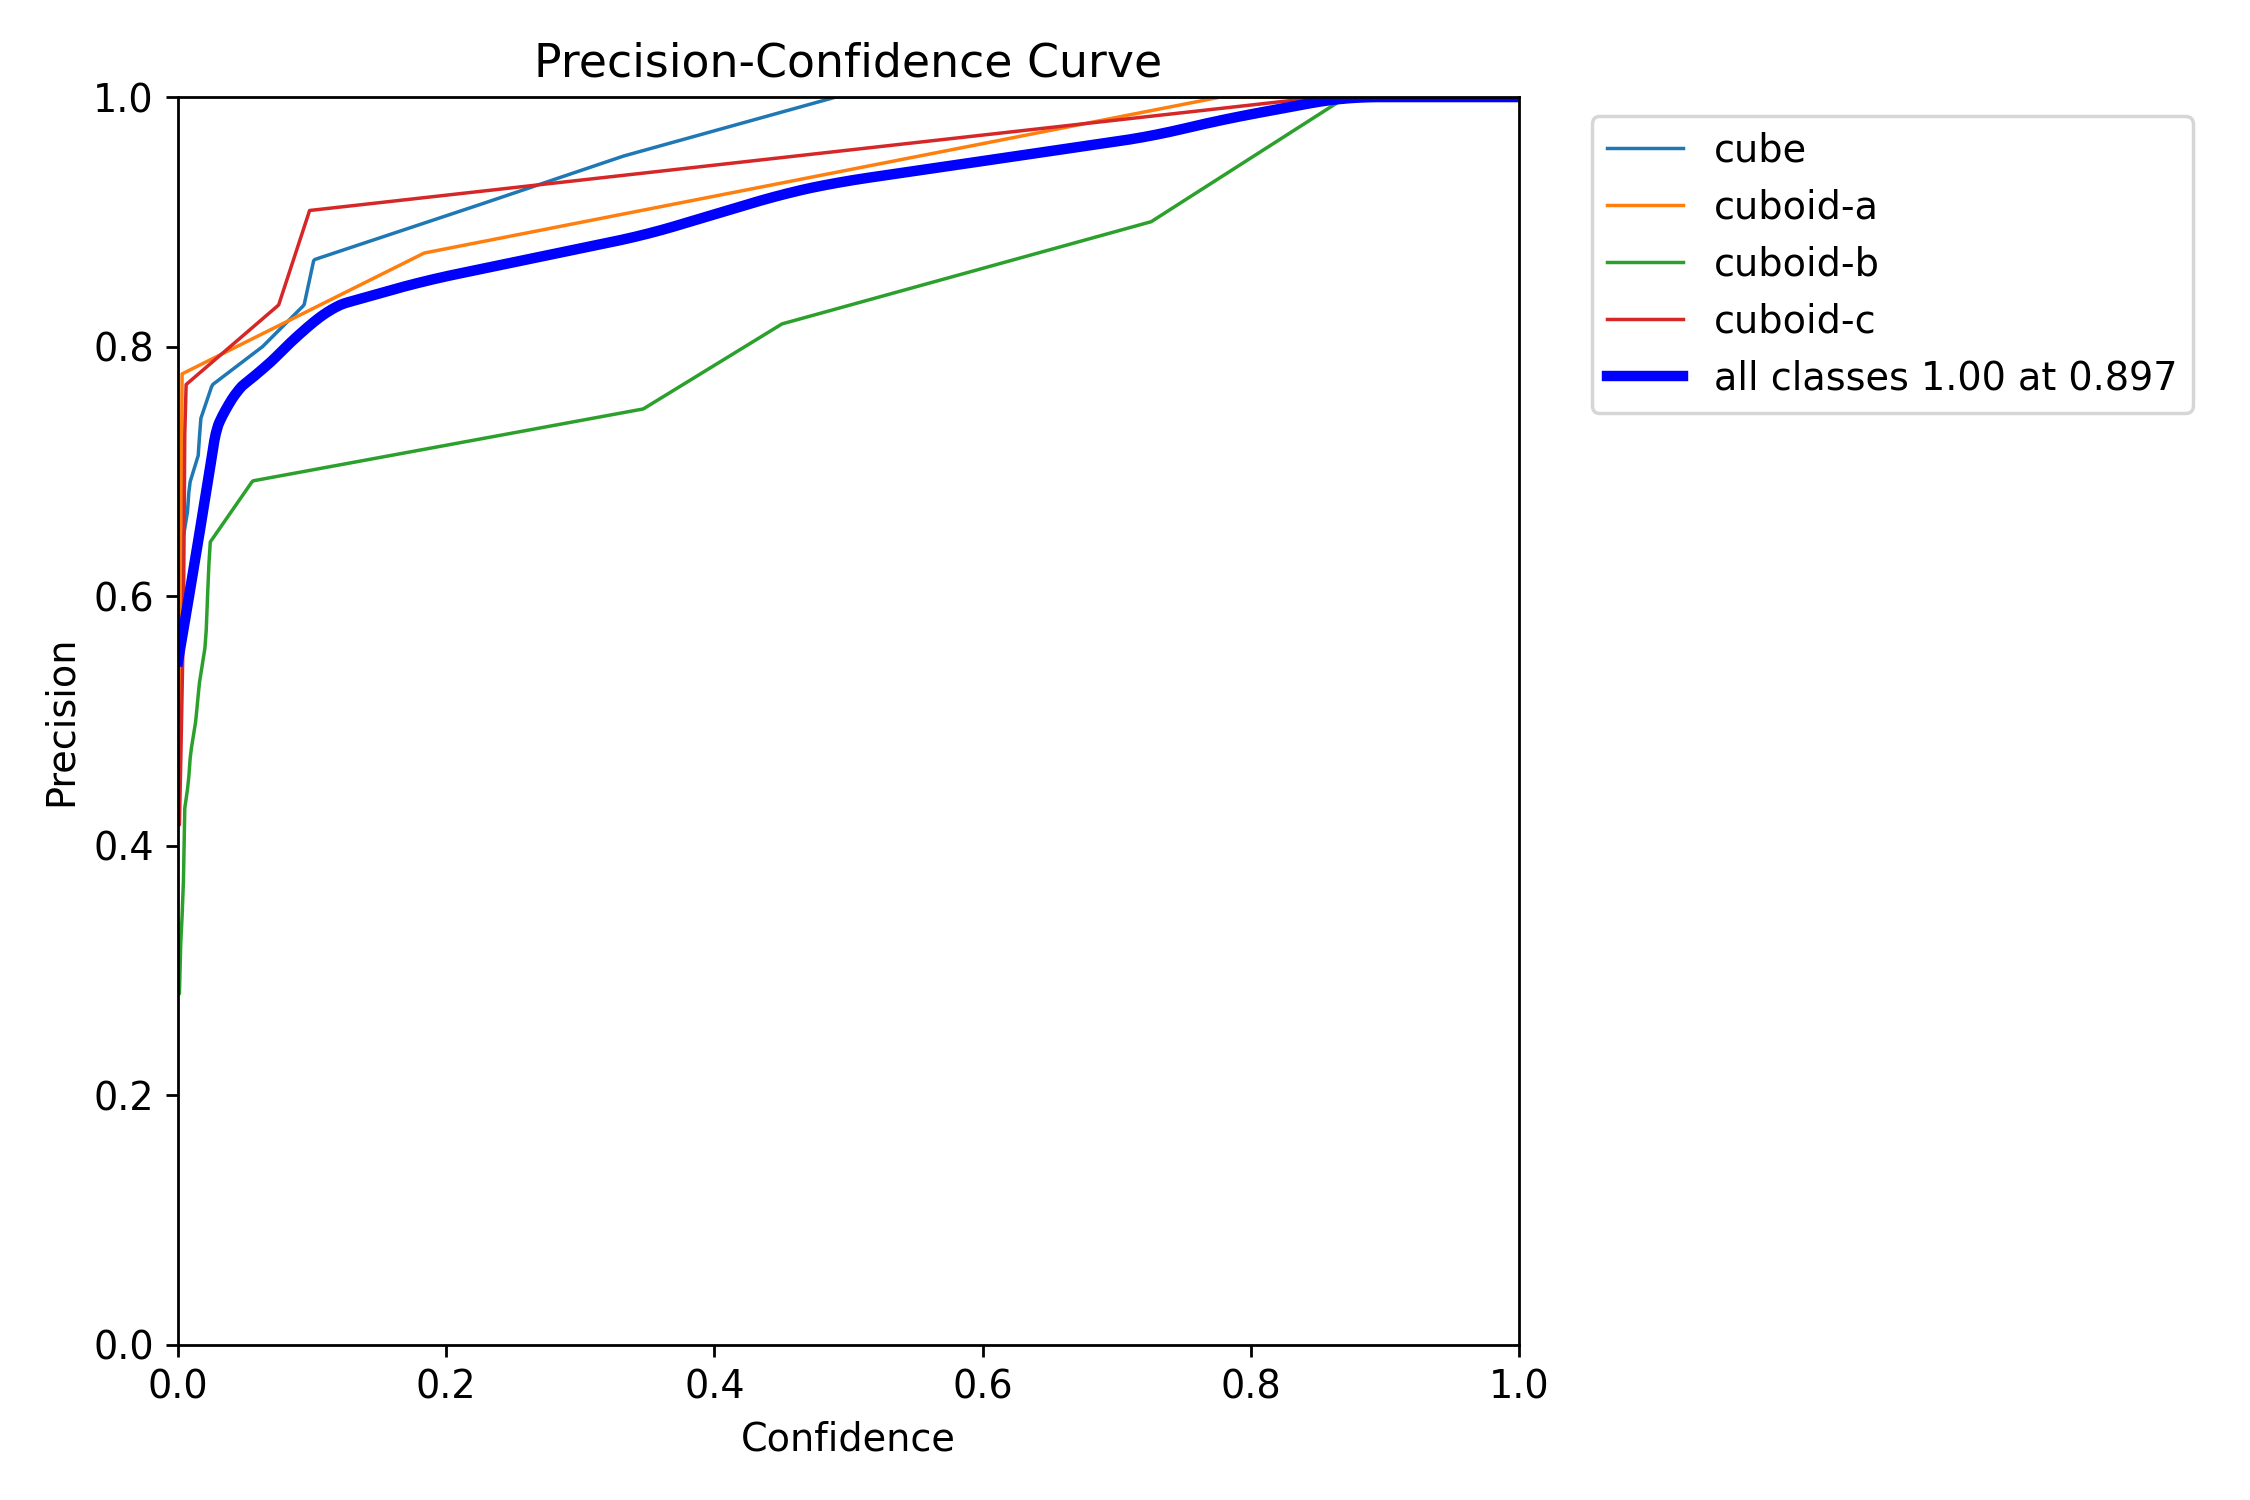 Precision-Confidence Curve
1.0
0.8
0.6
0.4
0.2
0.0
Precision
0.0 0.2 0.4 0.6 0.8 1.0
Confidence
cube
cuboid-a
cuboid-b
cuboid-c
all classes 1.00 at 0.897